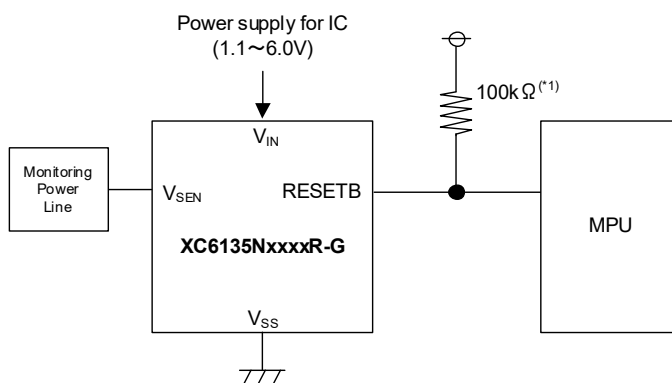 Power supply for IC
(1.1～6.0V)
100kΩ(*1)
VIN
Monitoring
Power
Line
VSEN
RESETB
MPU
XC6135NxxxxR-G
VSS